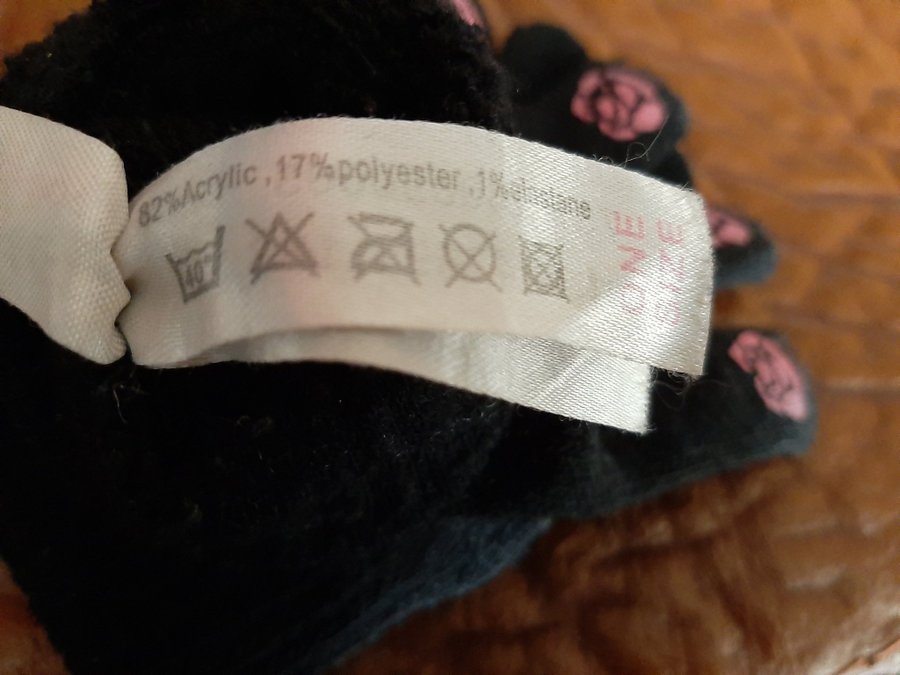 82%Acrylic ,17%polyester ,1%elastane
40°
ONE
SIZE